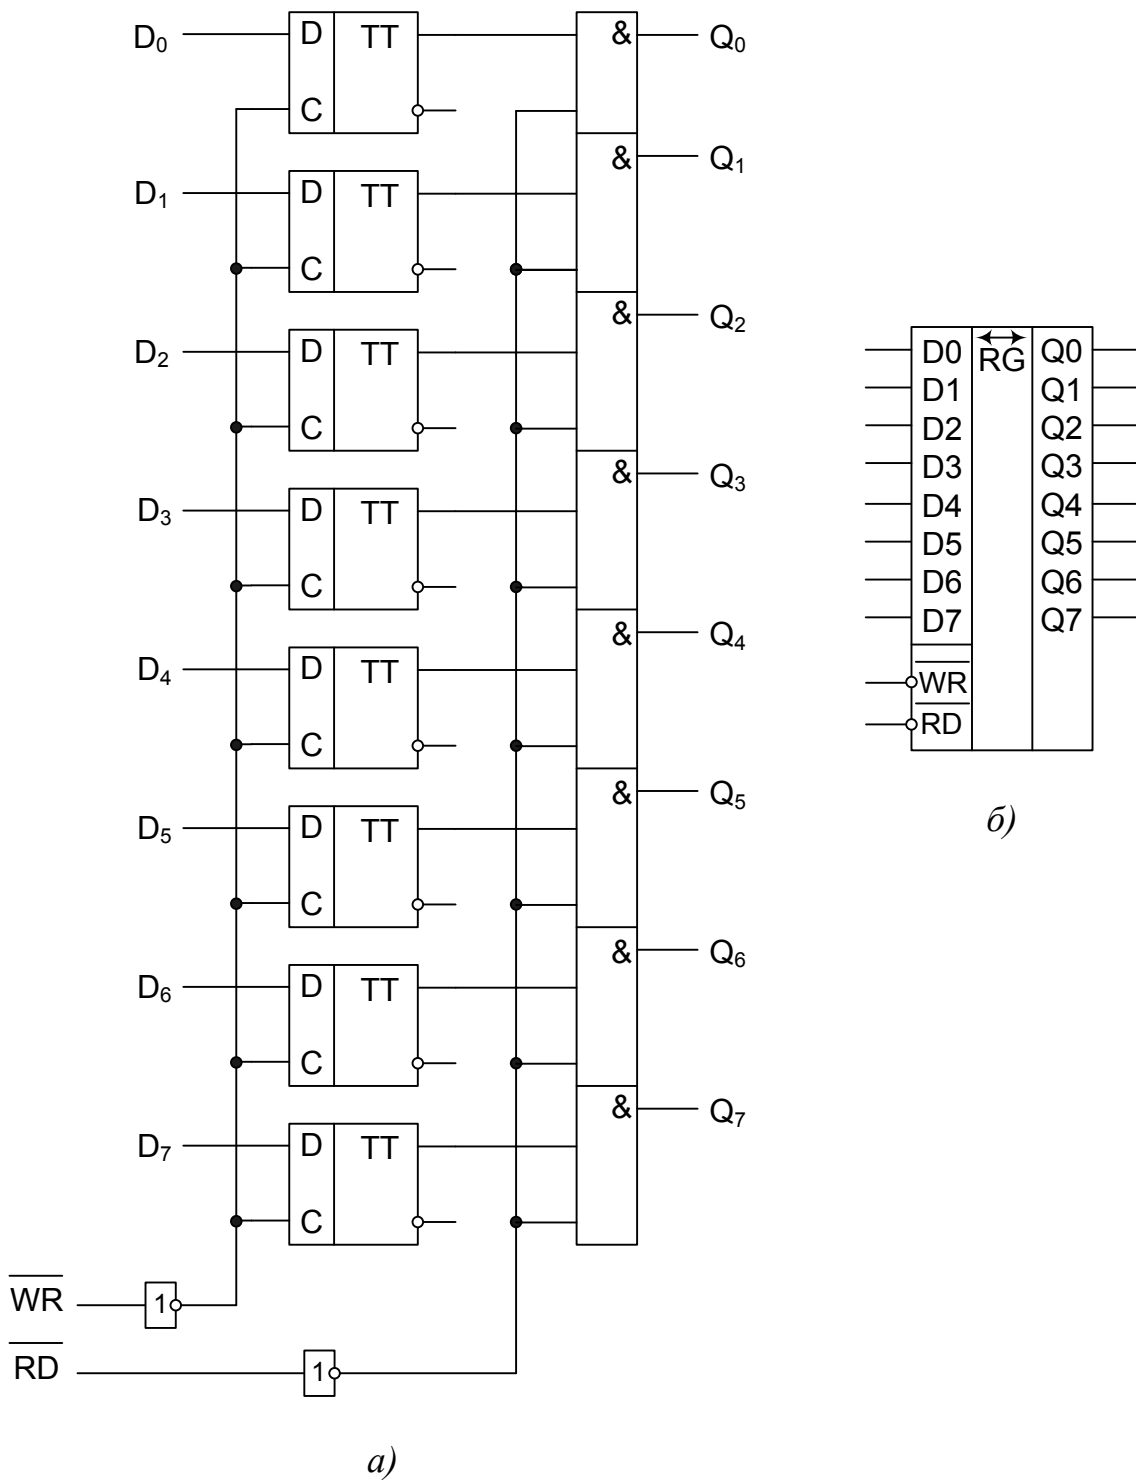 D0 D TT & Q0
C
D1 D TT & Q1
C
D2 D TT & Q2
C
D3 D TT & Q3
C
D4 D TT & Q4
C
D5 D TT & Q5
C
D6 D TT & Q6
C
D7 D TT & Q7
C
WR 1
RD 1
а)
D0 RG Q0
D1 Q1
D2 Q2
D3 Q3
D4 Q4
D5 Q5
D6 Q6
D7 Q7
WR
RD
б)